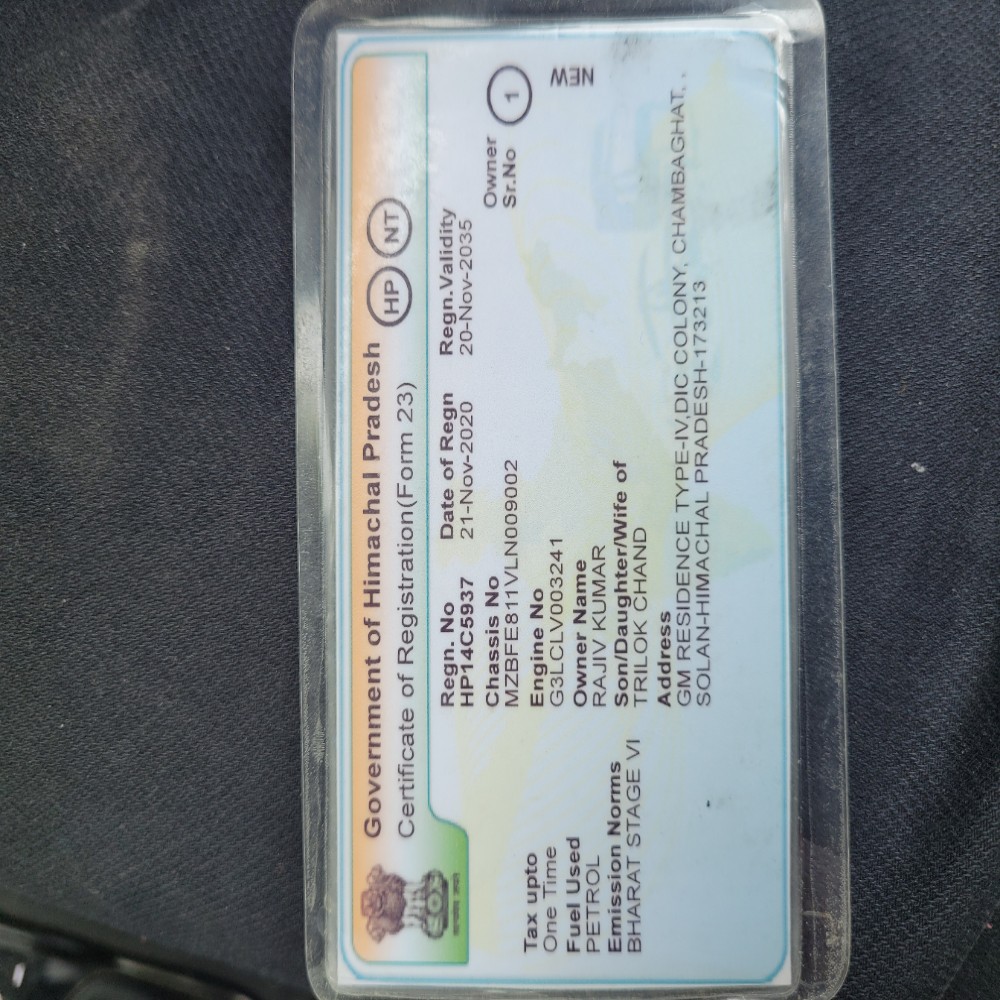 Government of Himachal Pradesh
Certificate of Registration(Form 23)
HP NT
Regn. No Date of Regn Regn.Validity
HP14C5937 21-Nov-2020 20-Nov-2035
Chassis No Owner
MZBFE811VLN009002 Sr.No 1
Engine No
G3LCLV003241
NEW
Owner Name
RAJIV KUMAR
Son/Daughter/Wife of
TRILOK CHAND
Address
GM RESIDENCE TYPE-IV,DIC COLONY, CHAMBAGHAT, ,
SOLAN-HIMACHAL PRADESH-173213
Tax upto
One Time
Fuel Used
PETROL
Emission Norms
BHARAT STAGE VI